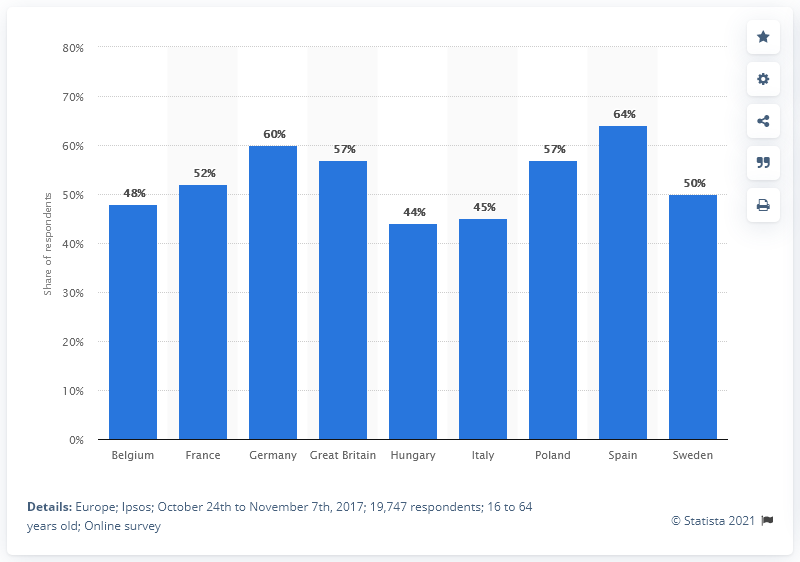 80%
70%
60%
50%
40%
30%
20%
10%
0%
Share of respondents
48%
52%
60%
57%
44%
45%
57%
64%
50%
Belgium
France
Germany
Great Britain
Hungary
Italy
Poland
Spain
Sweden
Details: Europe; Ipsos; October 24th to November 7th, 2017; 19,747 respondents; 16 to 64
years old; Online survey
© Statista 2021